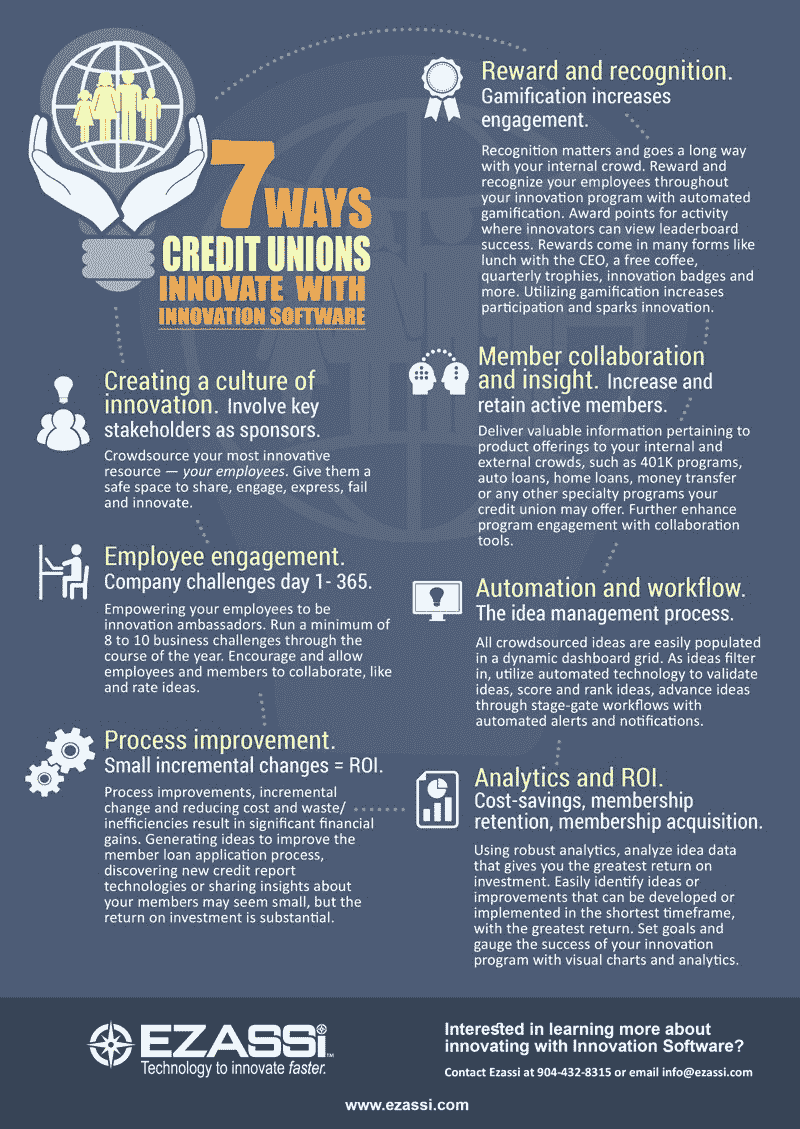 7 WAYS
CREDIT UNIONS
INNOVATE WITH
INNOVATION SOFTWARE
Creating a culture of
innovation. Involve key
stakeholders as sponsors.
Crowdsource your most innovative
resource — your employees. Give them a
safe space to share, engage, express, fail
and innovate.
Employee engagement.
Company challenges day 1- 365.
Empowering your employees to be
innovation ambassadors. Run a minimum of
8 to 10 business challenges through the
course of the year. Encourage and allow
employees and members to collaborate, like
and rate ideas.
Process improvement.
Small incremental changes = ROI.
Process improvements, incremental
change and reducing cost and waste/
inefficiencies result in significant financial
gains. Generating ideas to improve the
member loan application process,
discovering new credit report
technologies or sharing insights about
your members may seem small, but the
return on investment is substantial.
Reward and recognition.
Gamification increases
engagement.
Recognition matters and goes a long way
with your internal crowd. Reward and
recognize your employees throughout
your innovation program with automated
gamification. Award points for activity
where innovators can view leaderboard
success. Rewards come in many forms like
lunch with the CEO, a free coffee,
quarterly trophies, innovation badges and
more. Utilizing gamification increases
participation and sparks innovation.
Member collaboration
and insight. Increase and
retain active members.
Deliver valuable information pertaining to
product offerings to your internal and
external crowds, such as 401K programs,
auto loans, home loans, money transfer
or any other specialty programs your
credit union may offer. Further enhance
program engagement with collaboration
tools.
Automation and workflow.
The idea management process.
All crowdsourced ideas are easily populated
in a dynamic dashboard grid. As ideas filter
in, utilize automated technology to validate
ideas, score and rank ideas, advance ideas
through stage-gate workflows with
automated alerts and notifications.
Analytics and ROI.
Cost-savings, membership
retention, membership acquisition.
Using robust analytics, analyze idea data
that gives you the greatest return on
investment. Easily identify ideas or
improvements that can be developed or
implemented in the shortest timeframe,
with the greatest return. Set goals and
gauge the success of your innovation
program with visual charts and analytics.
EZASSi™
Technology to innovate faster.
Interested in learning more about
innovating with Innovation Software?
Contact Ezassi at 904-432-8315 or email info@ezassi.com
www.ezassi.com